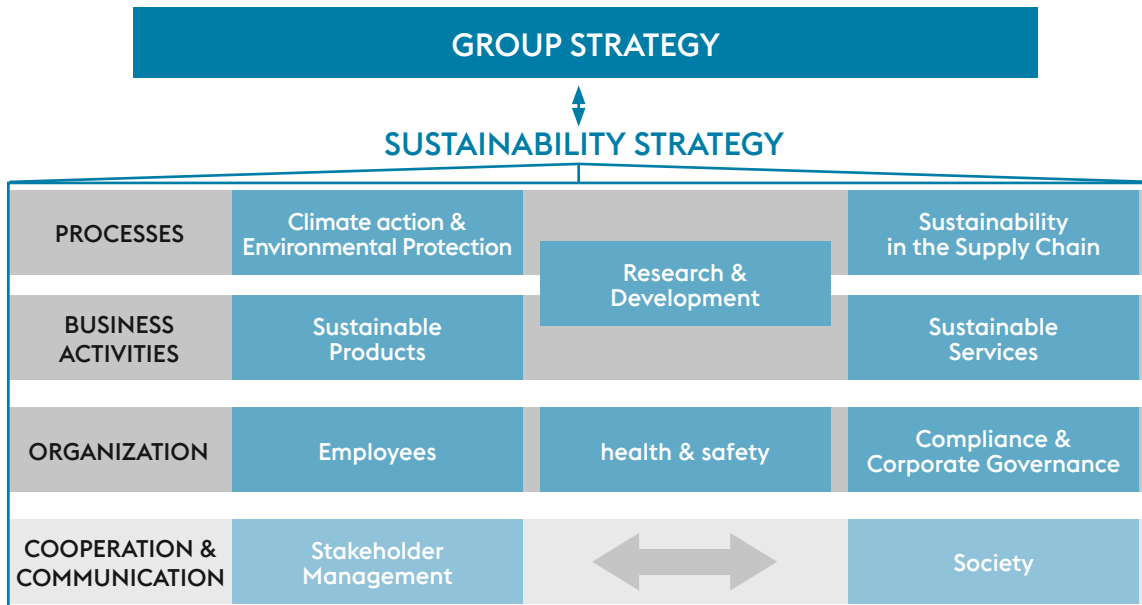 GROUP STRATEGY
SUSTAINABILITY STRATEGY
PROCESSES
Climate action &
Environmental Protection
Research &
Development
Sustainability
in the Supply Chain
BUSINESS
ACTIVITIES
Sustainable
Products
Sustainable
Services
ORGANIZATION
Employees
health & safety
Compliance &
Corporate Governance
COOPERATION &
COMMUNICATION
Stakeholder
Management
Society